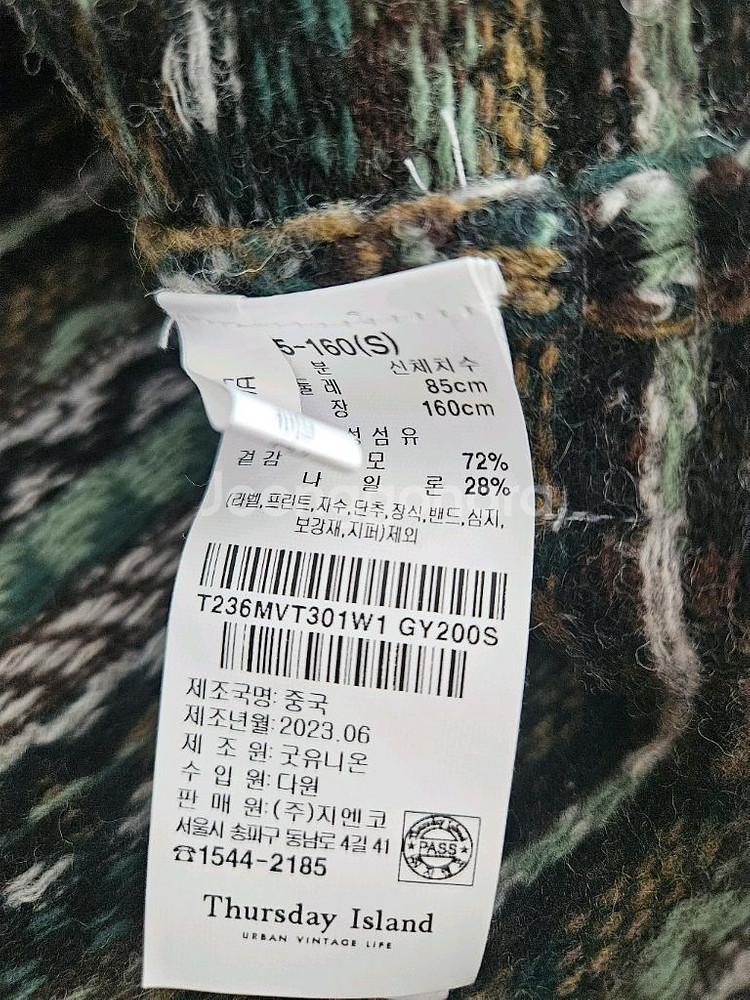 5-160(S)
분 신체치수
둘레 85cm
장 160cm
성섬유
겉감 모 72%
나일론 28%
(라벨,프린트,자수,단추,장식,밴드,심지,
보강재,지퍼)제외
T236MVT301W1 GY200S
제조국명: 중국
제조년월: 2023.06
제 조 원: 굿유니온
수 입 원: 다원
판 매 원: (주)지엔코
서울시 송파구 동남로 4길 41
☎1544-2185
PASS
Thursday Island
URBAN VINTAGE LIFE